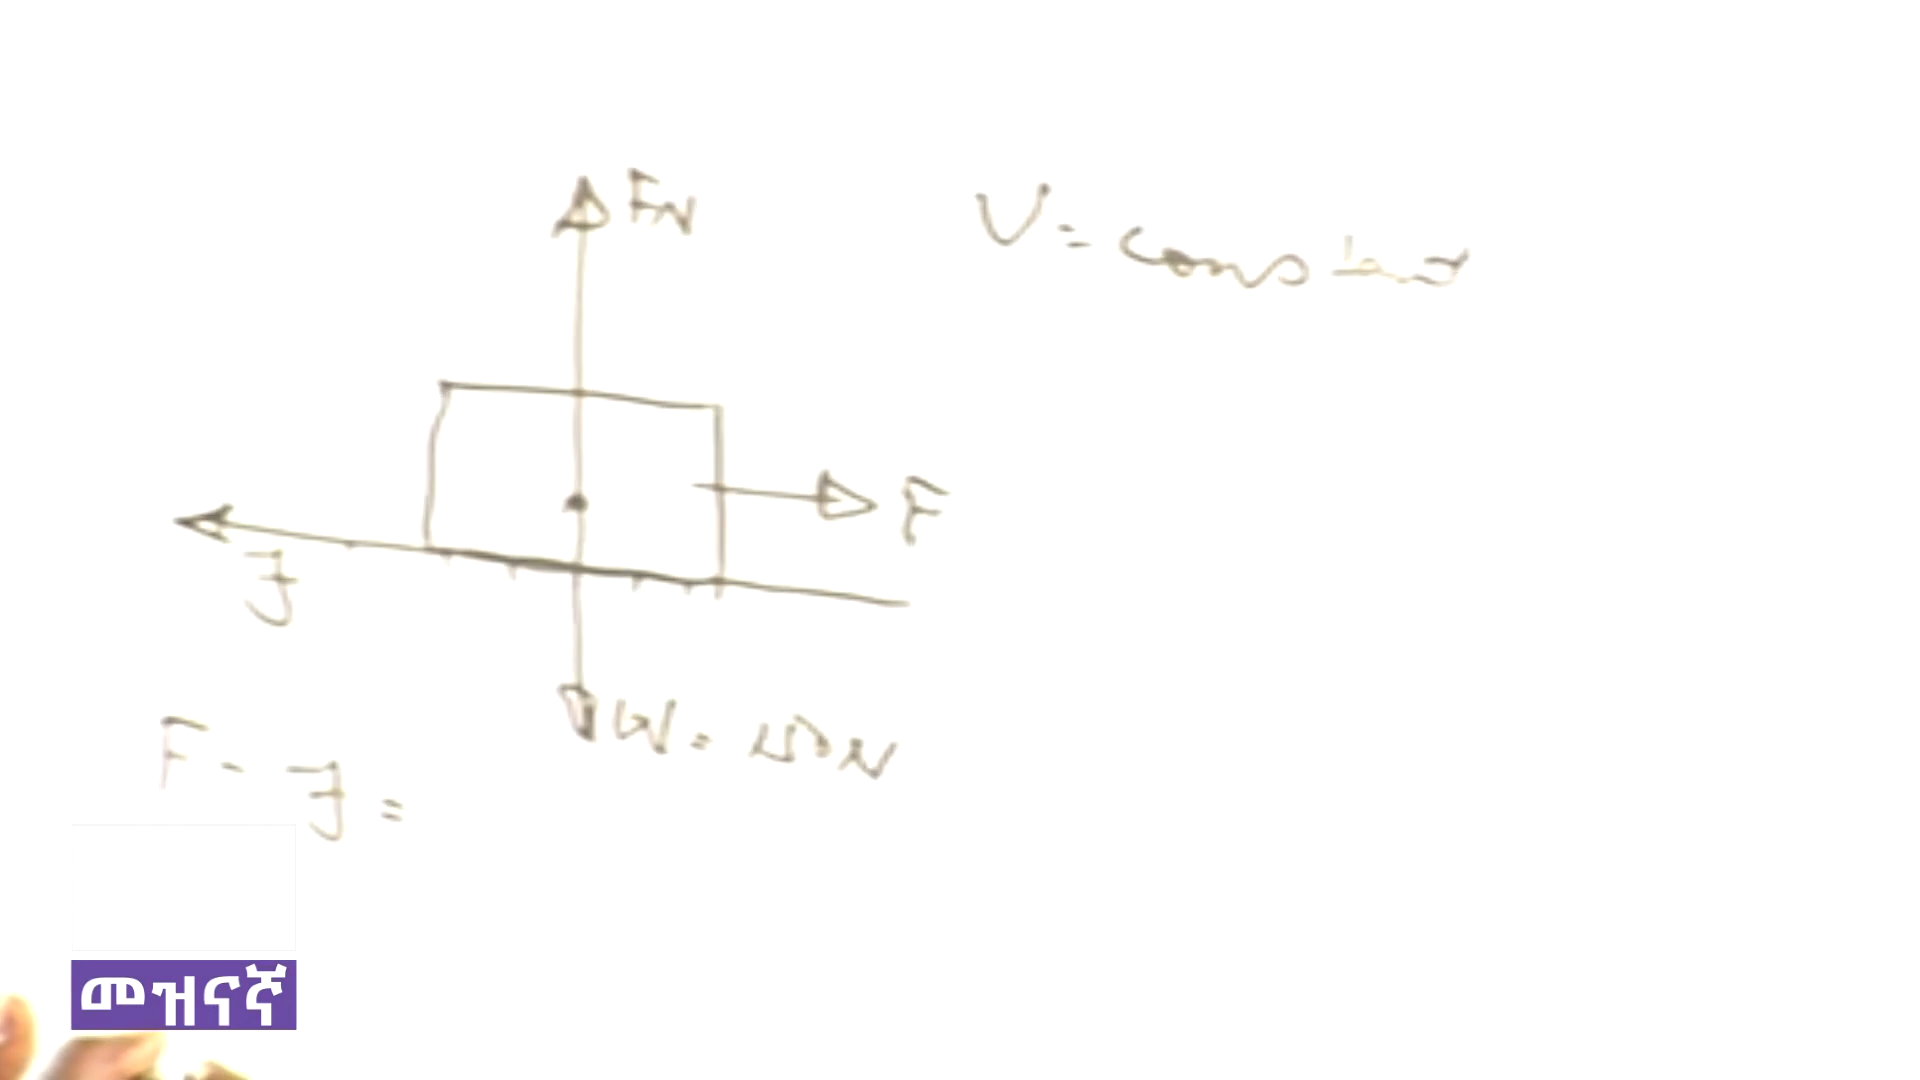 FN
V = constant
F
f
W = 150N
F - f =
መዝናኛ